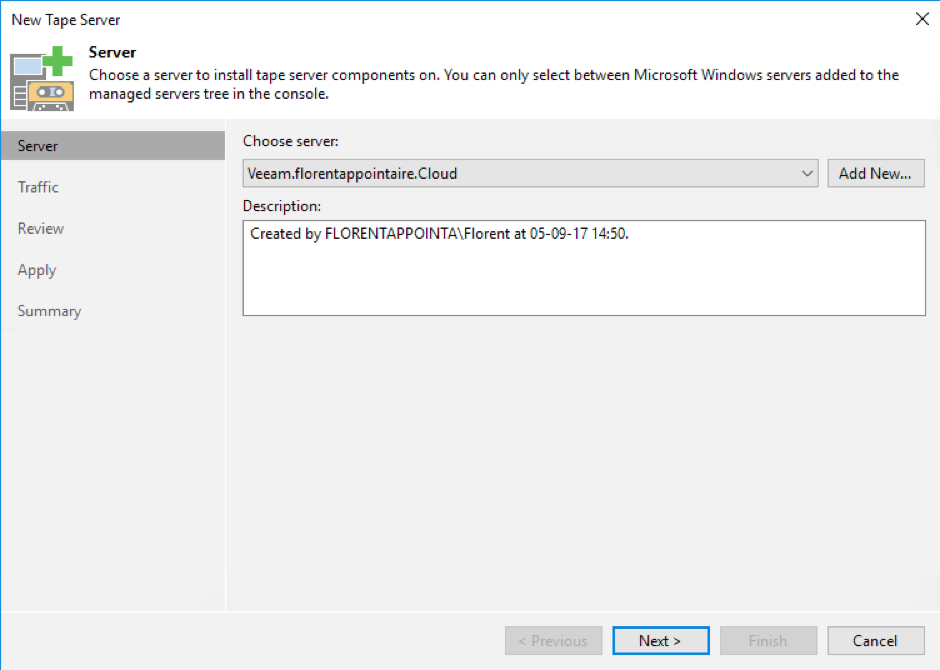 New Tape Server
Server
Choose a server to install tape server components on. You can only select between Microsoft Windows servers added to the
managed servers tree in the console.
Server
Traffic
Review
Apply
Summary
Choose server:
Veeam.florentappointaire.Cloud
Add New...
Description:
Created by FLORENTAPPOINTA\Florent at 05-09-17 14:50.
< Previous
Next >
Finish
Cancel